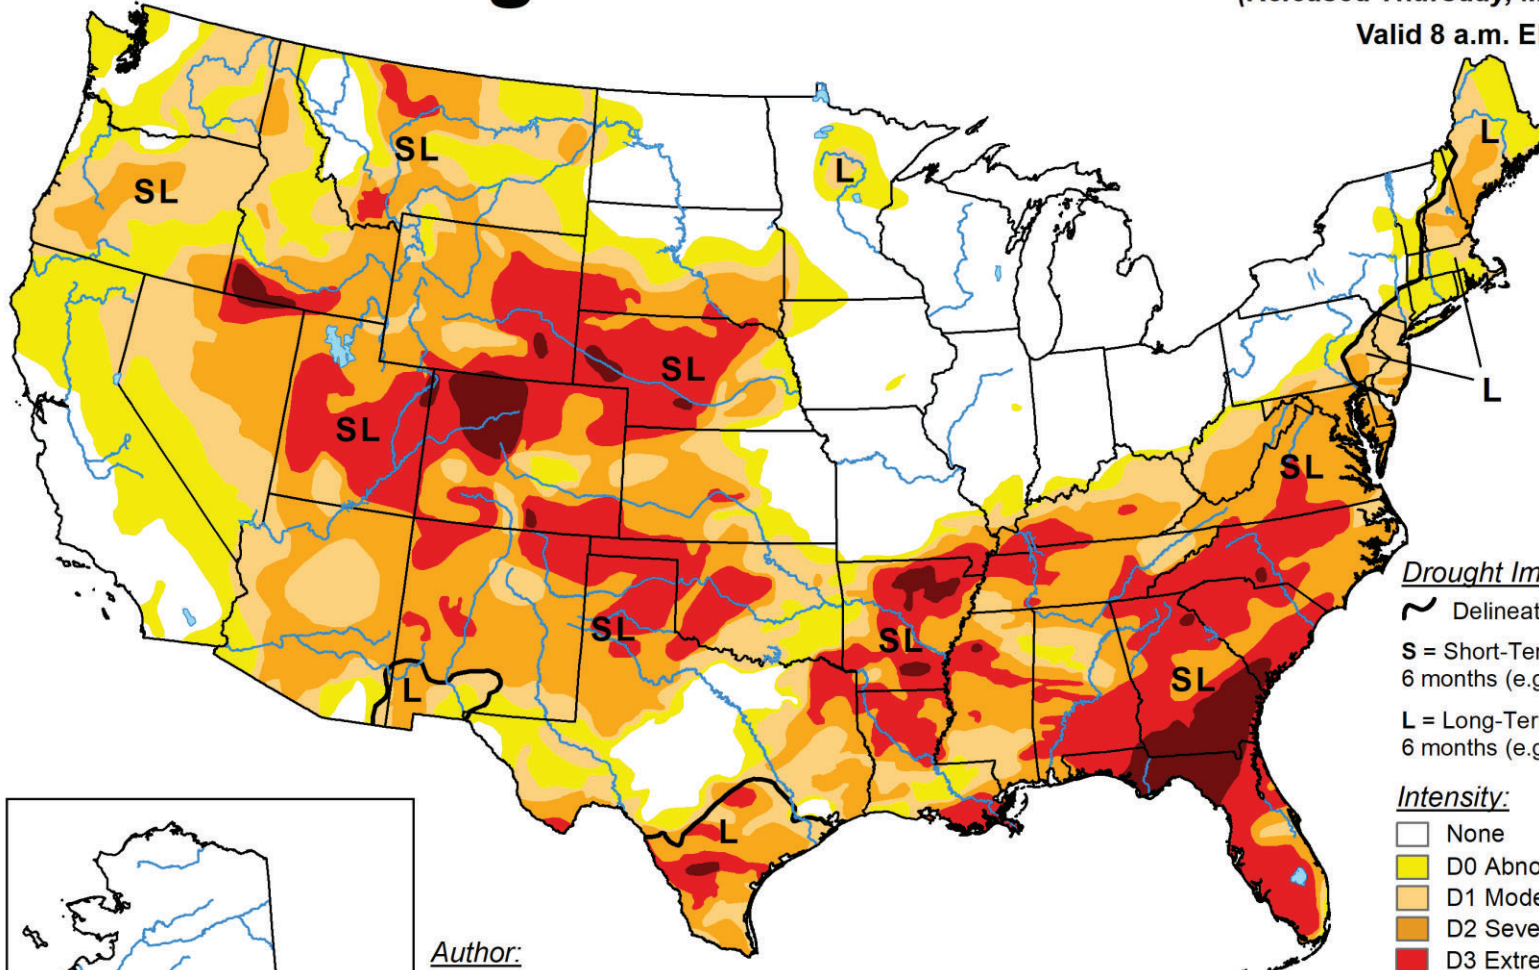 Valid 8 a.m.
L
SL
L
SL
SL
L
SL
SL
Drought
Delineat
SL
SL
S = Short-Ter
6 months (e.g
L
SL
L = Long-Ter
6 months (e.g
Intensity:
L
None
D0 Abno
D1 Mode
D2 Seve
Author:
D3 Extre